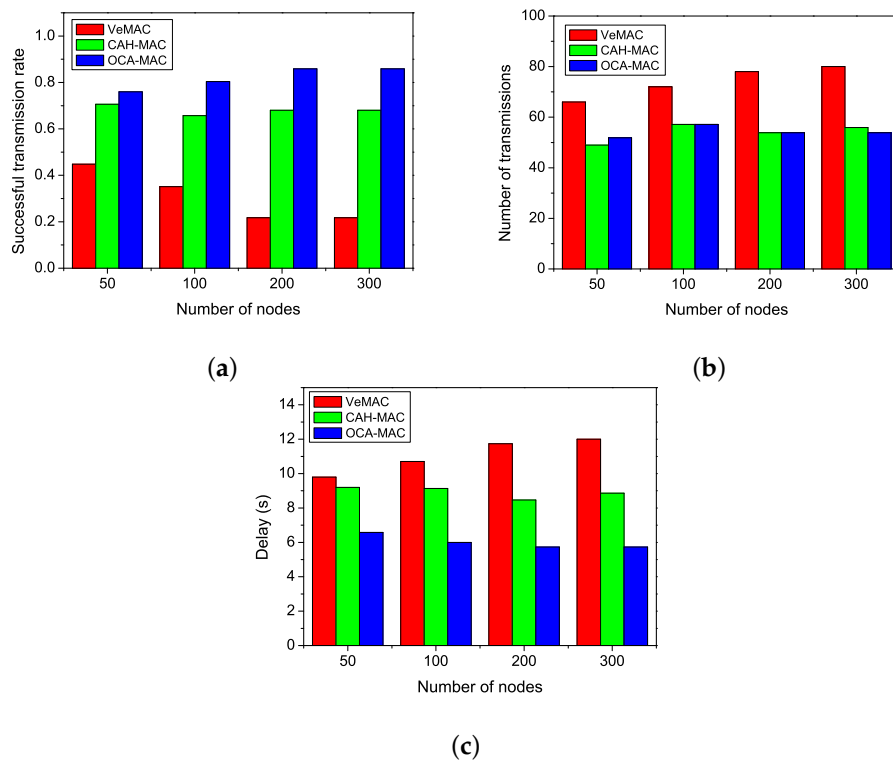 VeMAC
CAH-MAC
OCA-MAC
Successful transmission rate
1.0
0.8
0.6
0.4
0.2
0.0
50 100 200 300
Number of nodes
(a)
VeMAC
CAH-MAC
OCA-MAC
Number of transmissions
100
80
60
40
20
0
50 100 200 300
Number of nodes
(b)
VeMAC
CAH-MAC
OCA-MAC
Delay (s)
14
12
10
8
6
4
2
0
50 100 200 300
Number of nodes
(c)